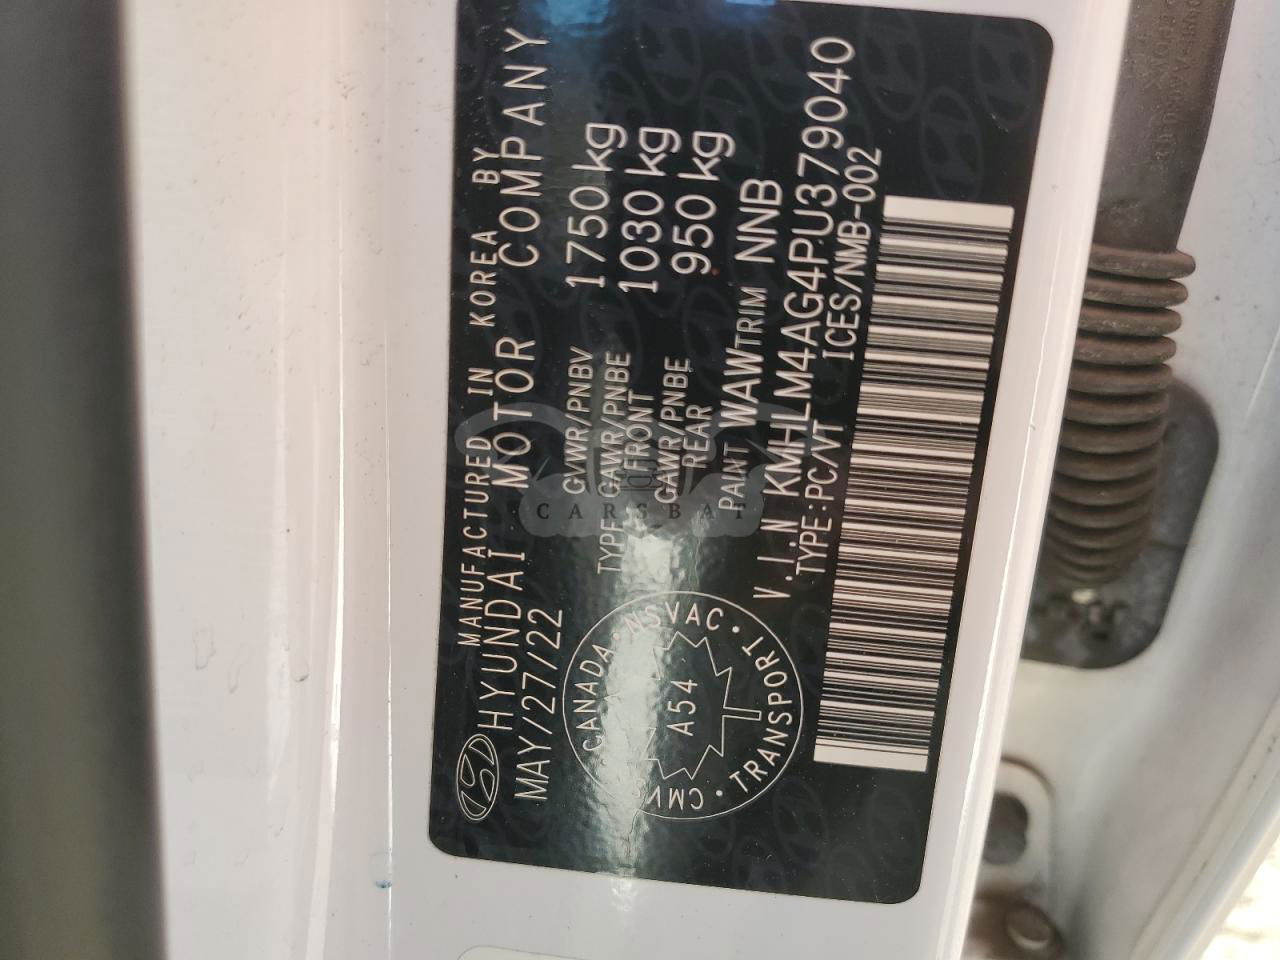 MANUFACTURED IN KOREA BY
HYUNDAI MOTOR COMPANY
MAY/27/22
GVWR/PNBV 1750 kg
TYPE GAWR/PNBE FRONT 1030 kg
GAWR/PNBE REAR 950 kg
PAINT WAW TRIM NNB
V.I.N KMHLM4AG4PU379040
TYPE:PC/VT ICES/NMB-002
CANADA · NSVAC · TRANSPORT · CMVSS
A54
CARSBAT